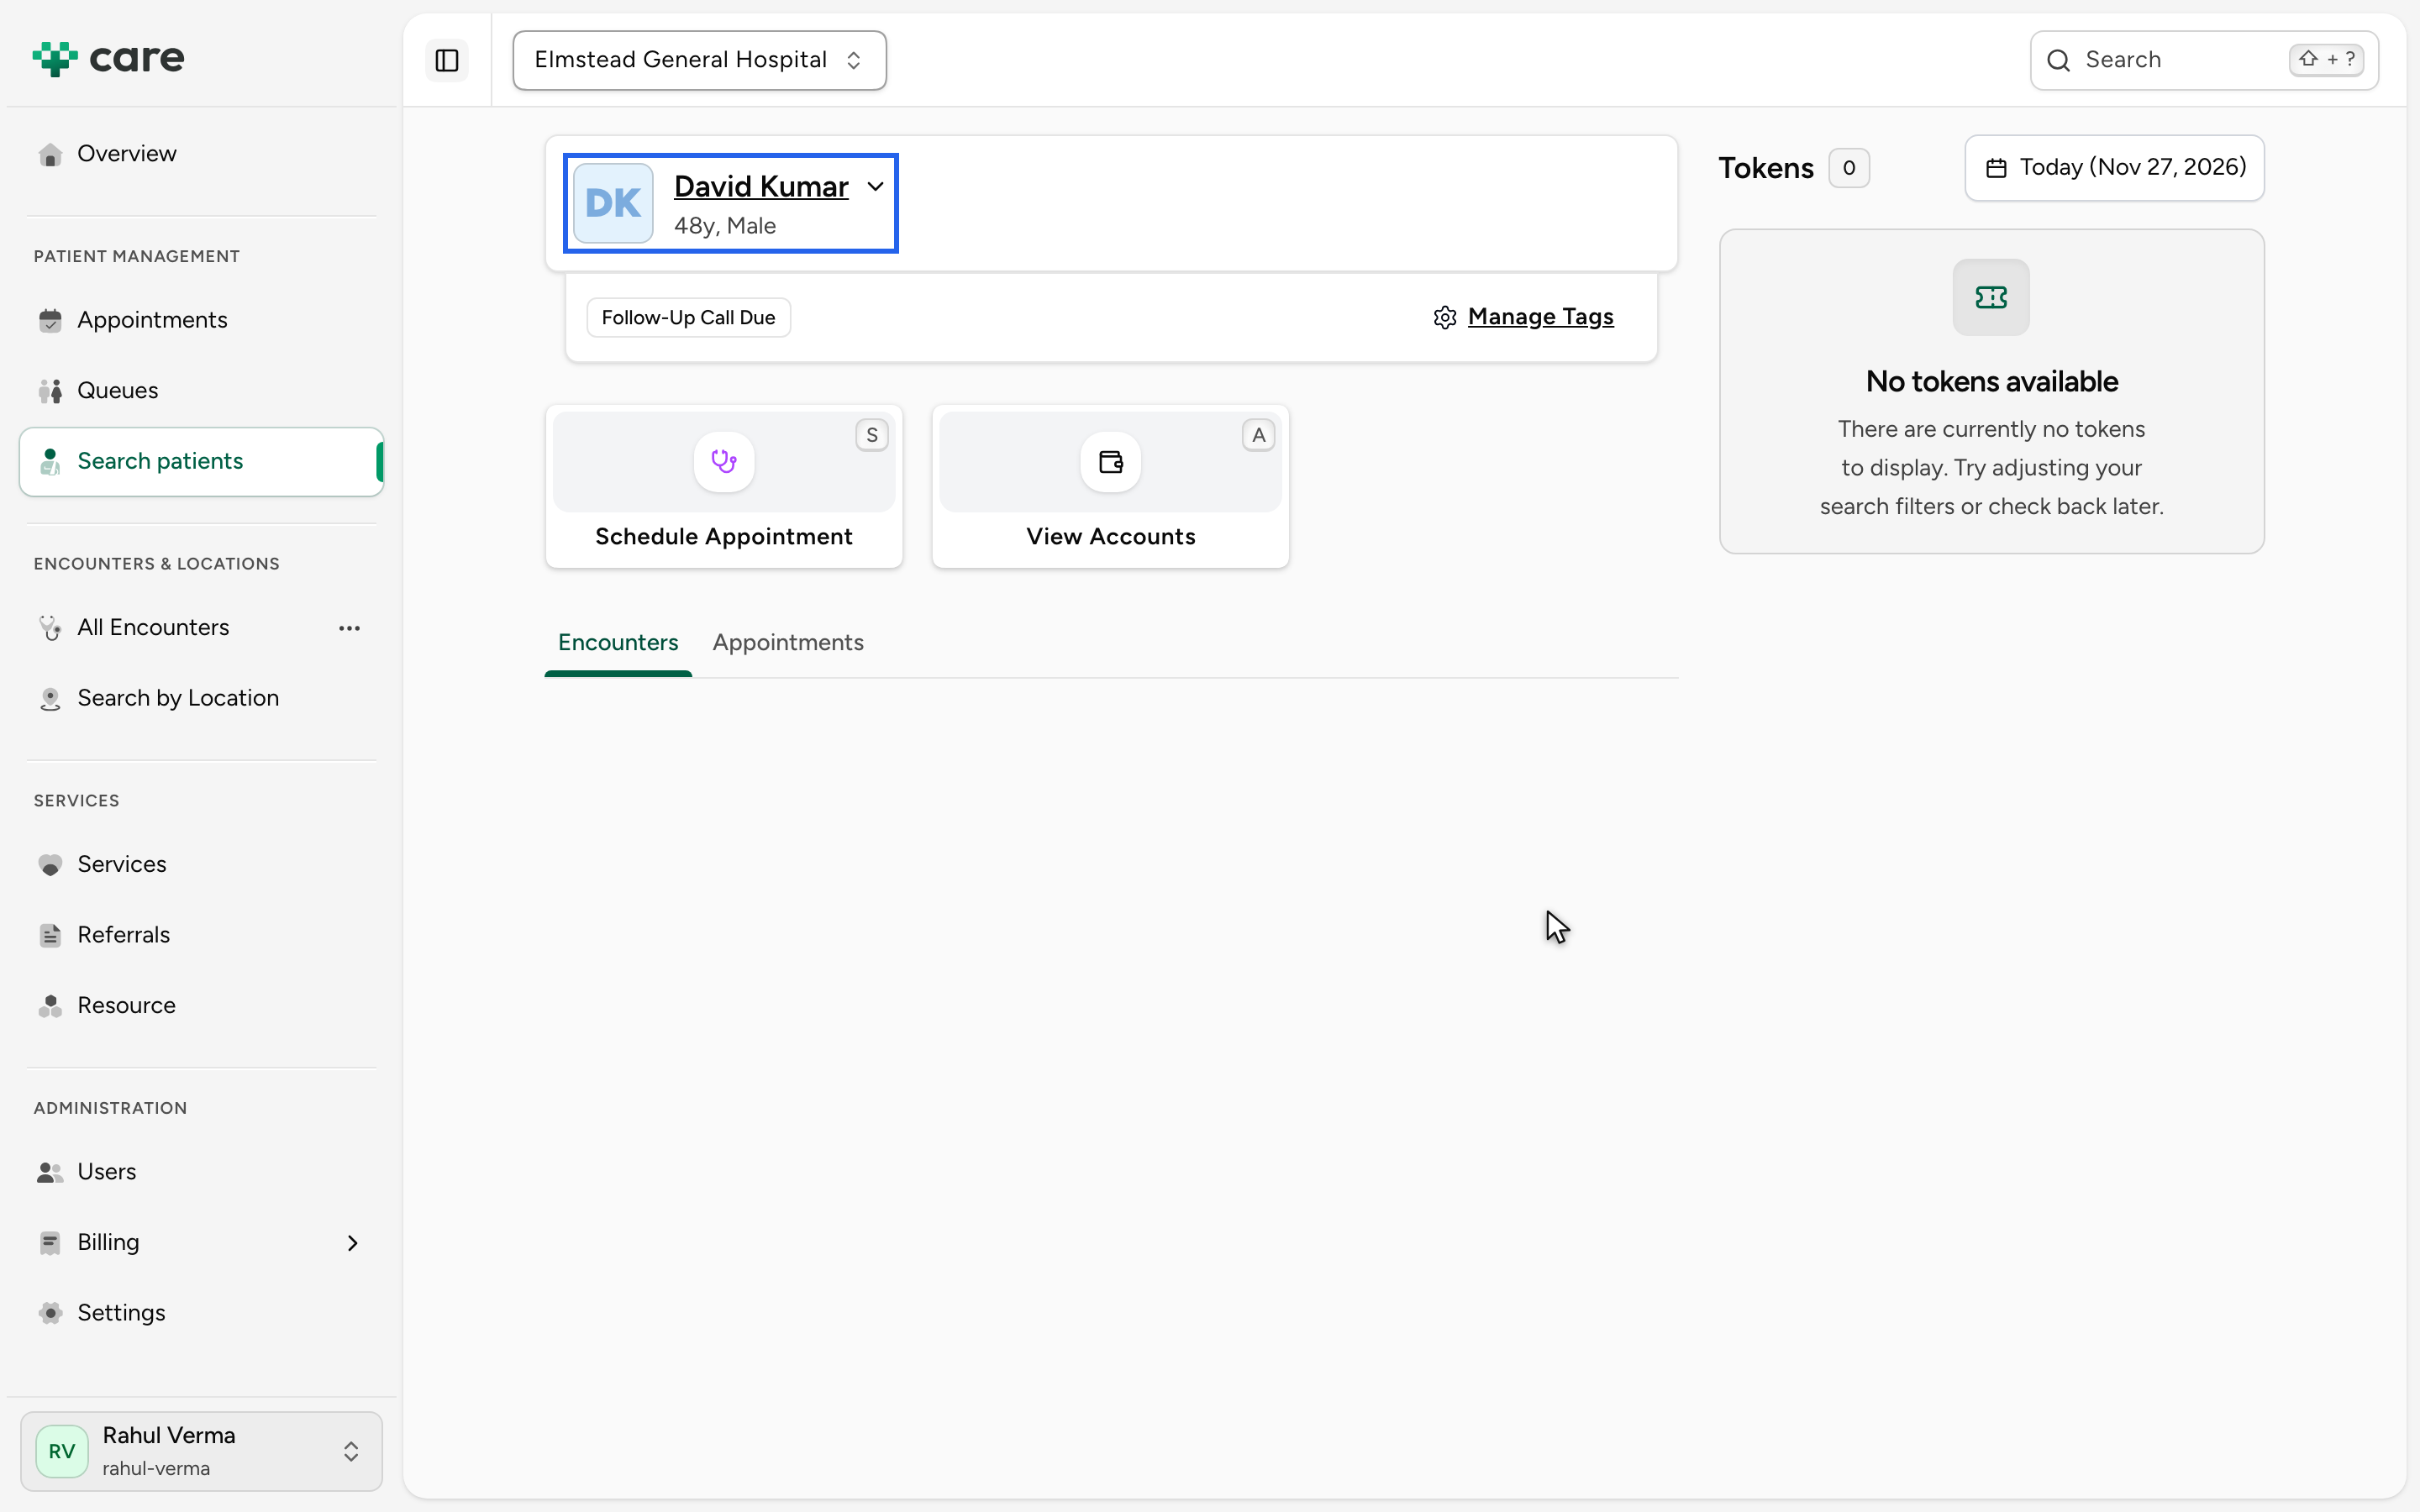 care
Overview
PATIENT MANAGEMENT
Appointments
Queues
Search patients
ENCOUNTERS & LOCATIONS
All Encounters
Search by Location
SERVICES
Services
Referrals
Resource
ADMINISTRATION
Users
Billing
Settings
RV
Rahul Verma
rahul-verma
Elmstead General Hospital
Search
+ ?
DK
David Kumar
48y, Male
Follow-Up Call Due
Manage Tags
S
Schedule Appointment
A
View Accounts
Encounters
Appointments
Tokens 0
Today (Nov 27, 2026)
No tokens available
There are currently no tokens
to display. Try adjusting your
search filters or check back later.